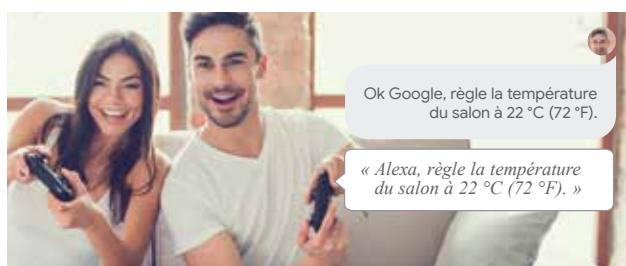 Ok Google, règle la température
du salon à 22 °C (72 °F).
« Alexa, règle la température
du salon à 22 °C (72 °F). »